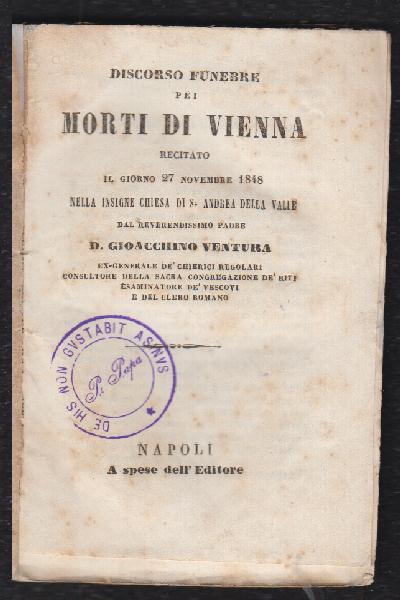 DISCORSO FUNEBRE
PEI
MORTI DI VIENNA
RECITATO
IL GIORNO 27 NOVEMBRE 1848
NELLA INSIGNE CHIESA DI S. ANDREA DELLA VALLE
DAL REVERENDISSIMO PADRE
D. GIOACCHINO VENTURA
EX-GENERALE DE' CHIERICI REGOLARI
CONSULTORE DELLA SACRA CONGREGAZIONE DE' RITI
ESAMINATORE DE' VESCOVI
E DEL CLERO ROMANO
DE HIS NON GVSTABIT ASINVS
P. Papa
NAPOLI
A spese dell' Editore